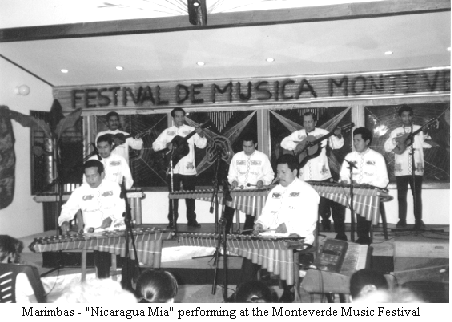 FESTIVAL DE MUSICA MONTEVE
Marimbas - "Nicaragua Mia" performing at the Monteverde Music Festival